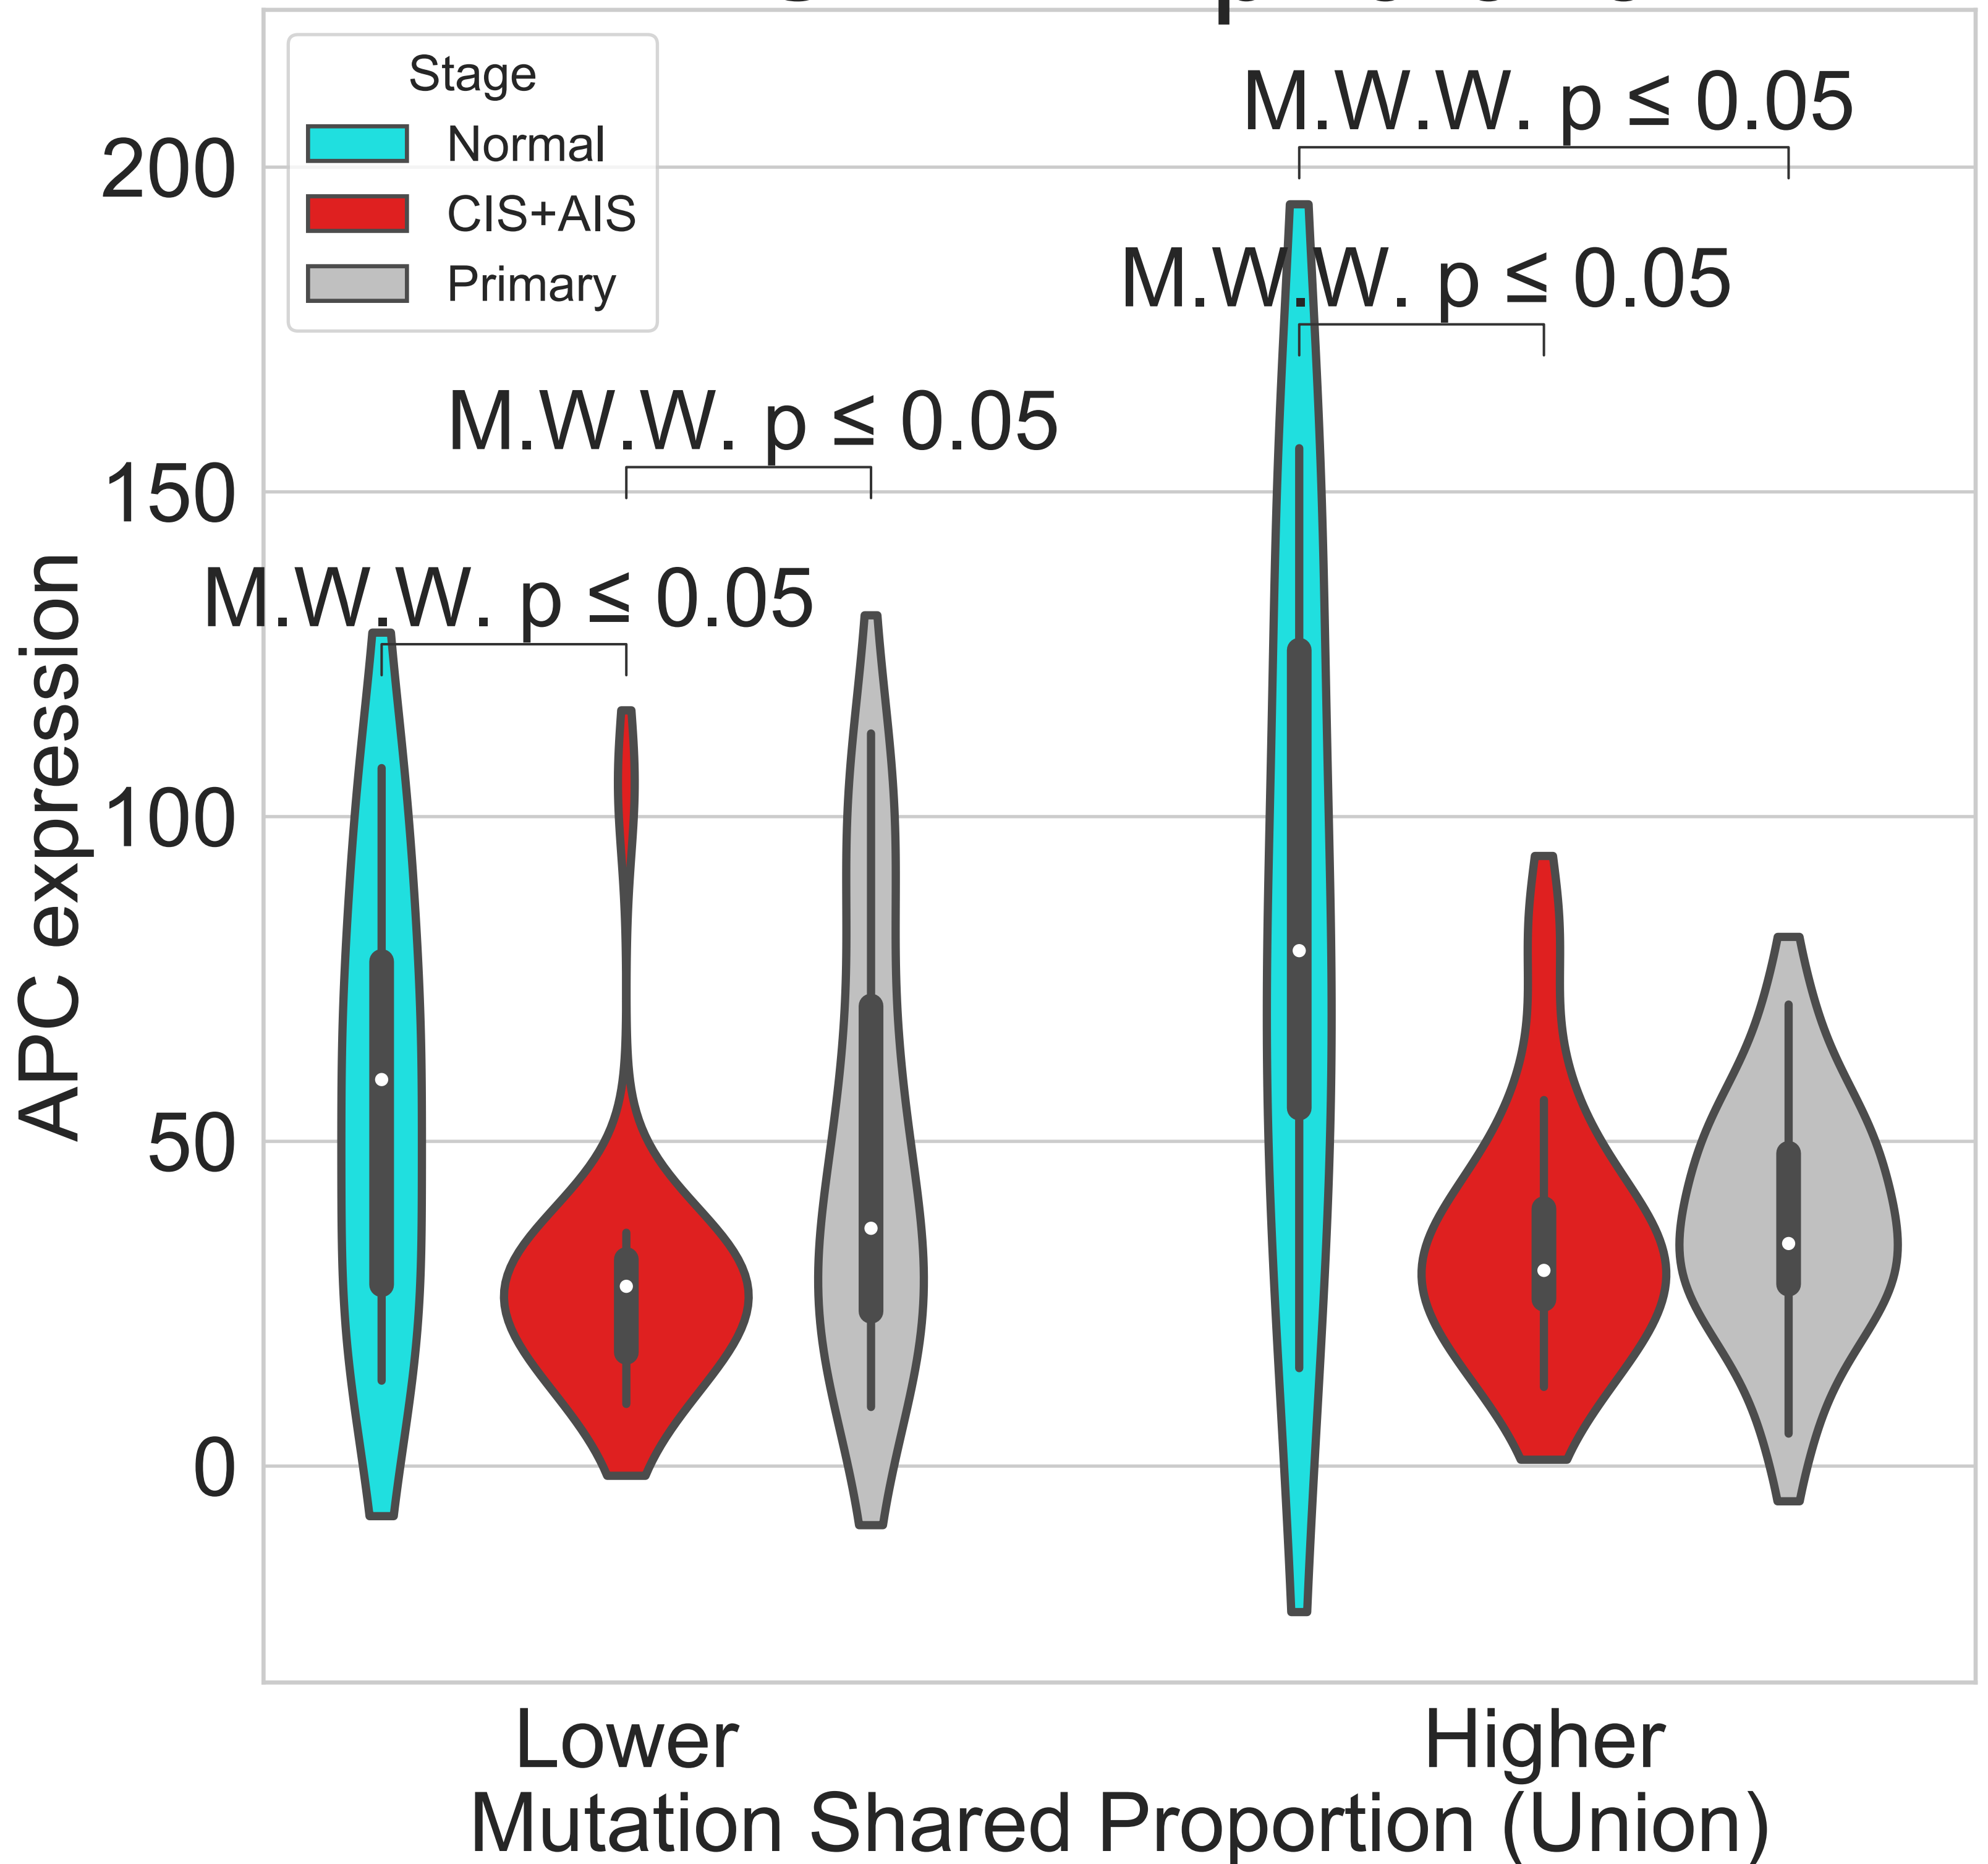 Stage
Normal
CIS+AIS
Primary
M.W.W. p ≤ 0.05
M.W.W. p ≤ 0.05
M.W.W. p ≤ 0.05
M.W.W. p ≤ 0.05
200
150
100
50
0
APC expression
Lower
Higher
Mutation Shared Proportion (Union)